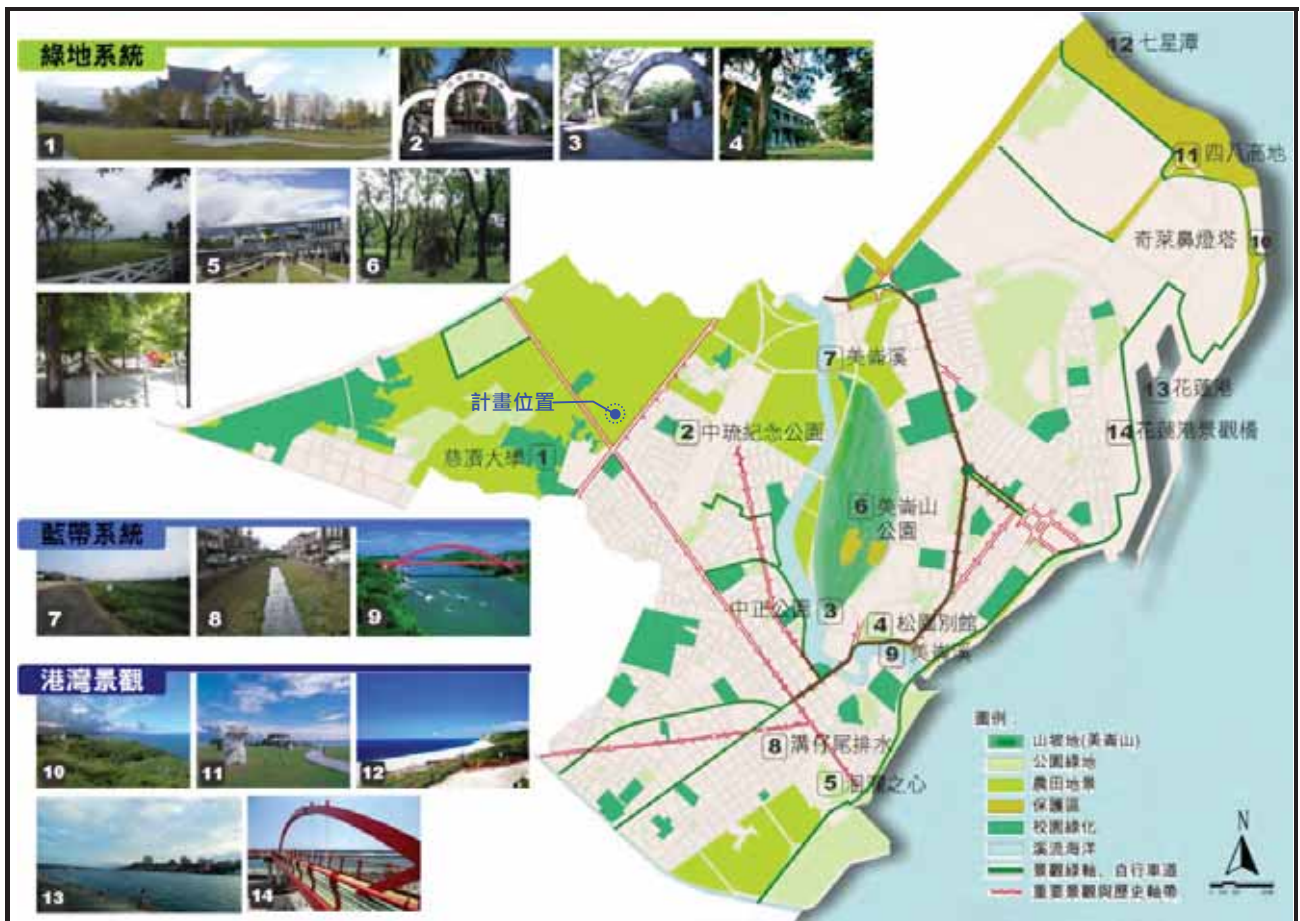 綠地系統
1
2
3
4
5
6
藍帶系統
7
8
9
港灣景觀
10
11
12
13
14
12 七星潭
11 四八高地
奇萊鼻燈塔 10
7 美崙溪
13 花蓮港
計畫位置
2 中琉紀念公園
14 花蓮港景觀橋
慈濟大學 1
6 美崙山
公園
中正公園 3
4 松園別館
9 美崙溪
8 溝仔尾排水
5 洄瀾之心
圖例：
山坡地(美崙山)
公園綠地
農田地景
保護區
校園綠化
溪流海洋
景觀綠軸、自行車道
重要景觀與歷史軸帶
N